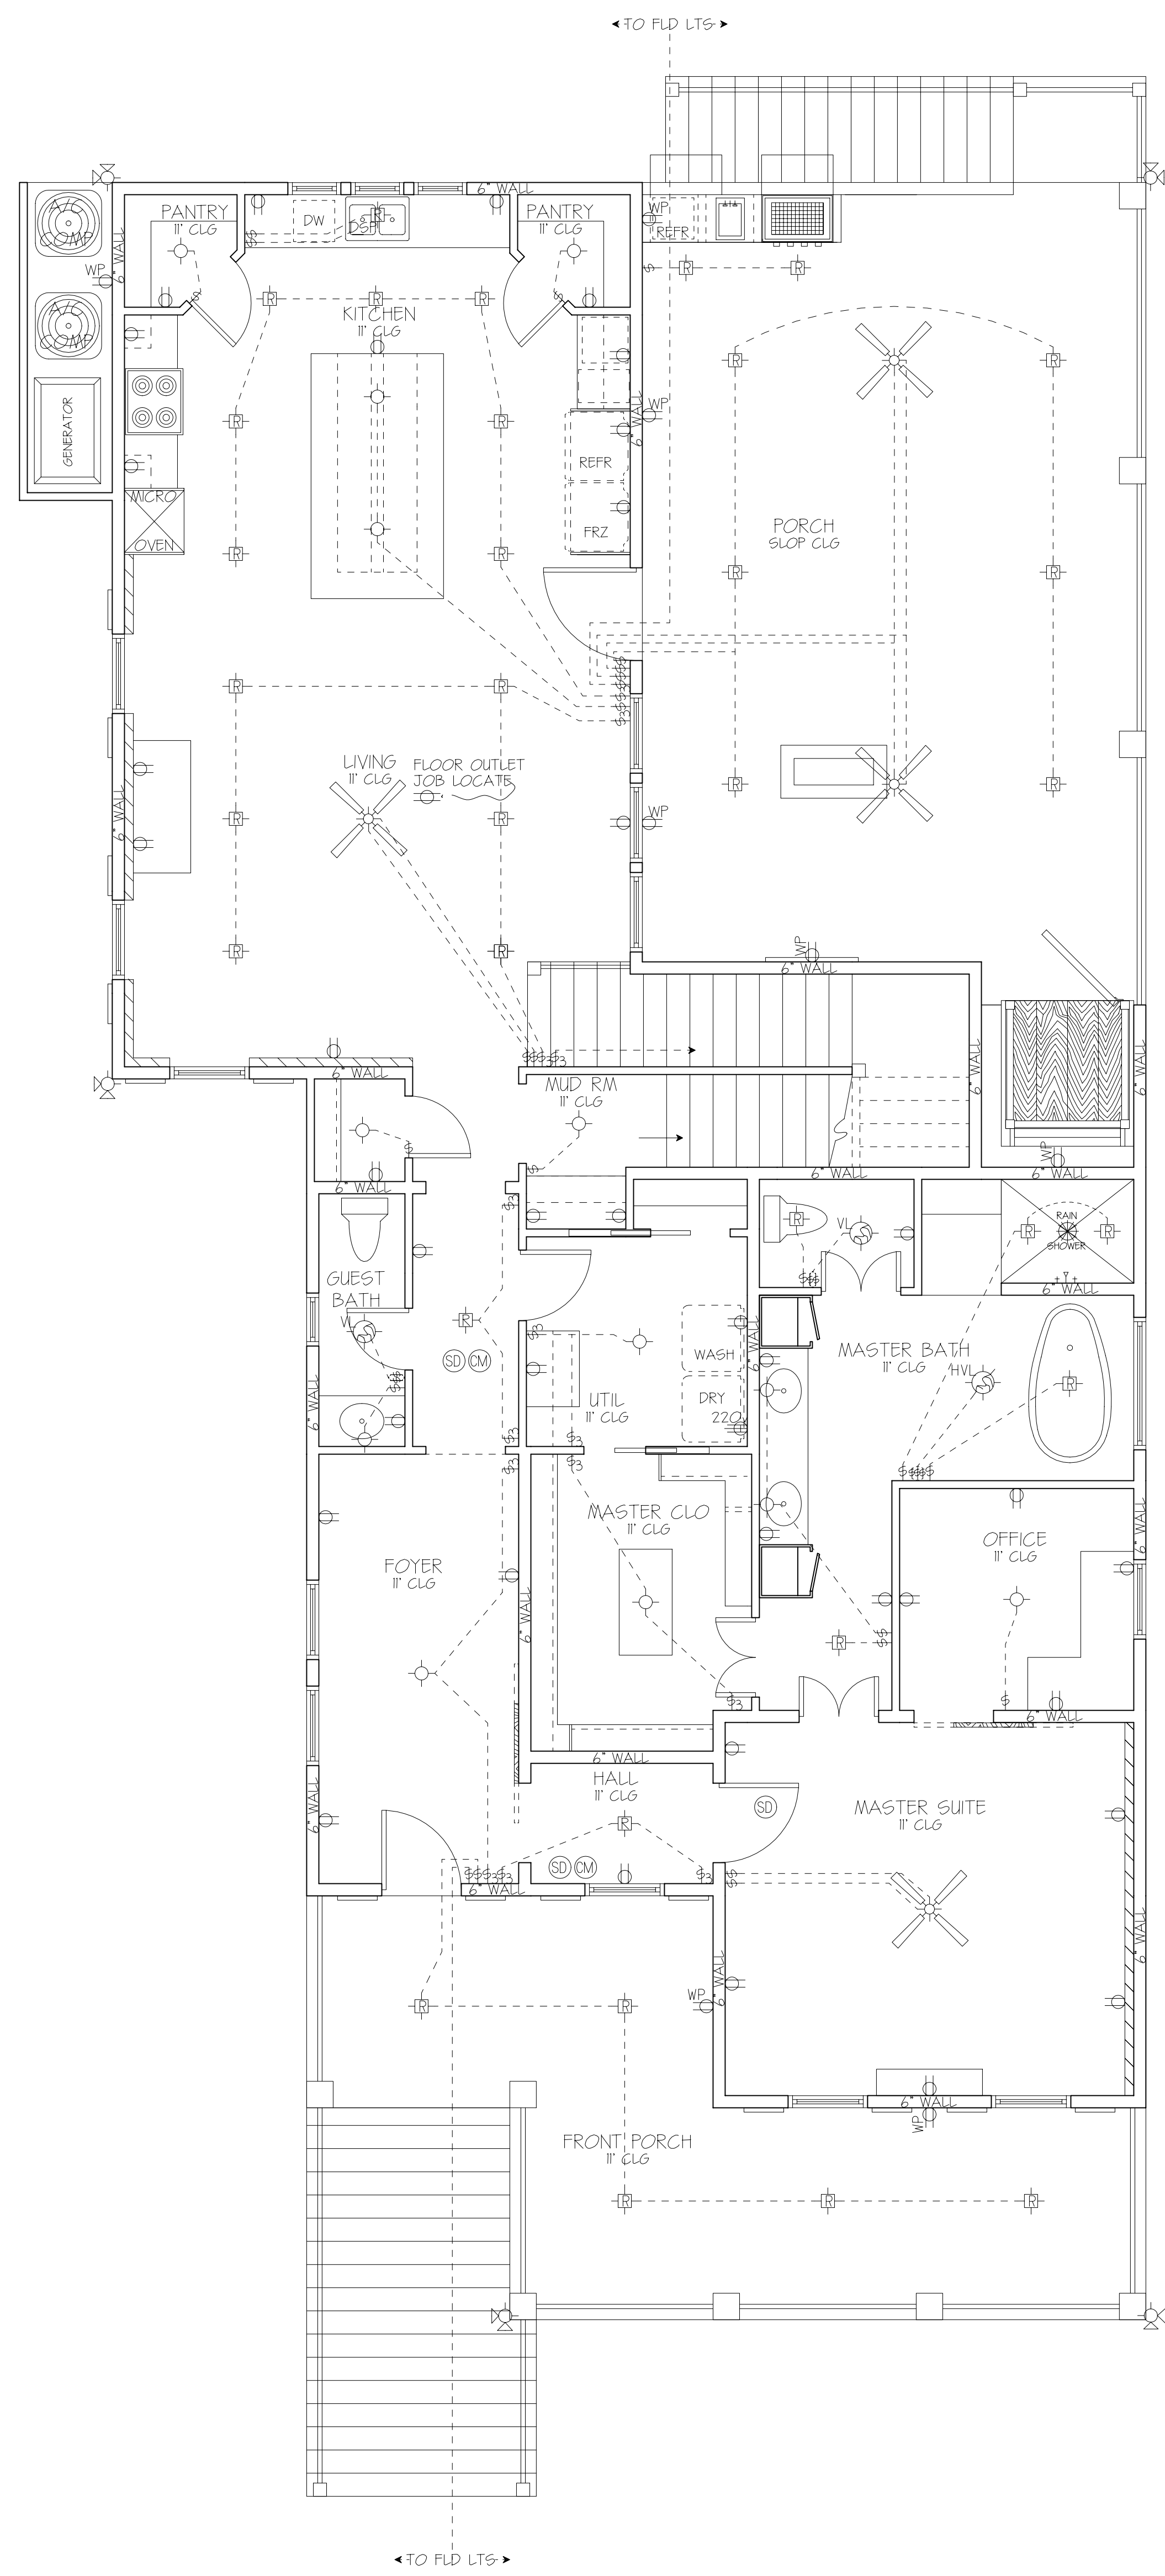 TO FLD LTS
6" WALL
A/C
COMP
PANTRY
11' CLG
DW
DSP
PANTRY
11' CLG
WP
REFR
6" WALL
WP
S
S
S
S
S
R
R
R
R
R
R
KITCHEN
11' CLG
A/C
COMP
R
R
GENERATOR
R
R
6" WALL
WP
REFR
MICRO
OVEN
FRZ
PORCH
SLOP CLG
R
R
R
R
R
R
LIVING
11' CLG
FLOOR OUTLET
JOB LOCATE
R
R
6" WALL
R
R
WP
R
R
WP
6" WALL
6" WALL
6" WALL
6" WALL
MUD RM
11' CLG
WP
6" WALL
6" WALL
6" WALL
GUEST
BATH
VL
R
VL
R
RAIN
SHOWER
R
6" WALL
R
SD
CM
WASH
6" WALL
MASTER BATH
11' CLG
HVL
R
DRY
220
UTIL
11' CLG
6" WALL
MASTER CLO
11' CLG
OFFICE
11' CLG
6" WALL
FOYER
11' CLG
6" WALL
R
6" WALL
6" WALL
HALL
11' CLG
SD
MASTER SUITE
11' CLG
6" WALL
R
SD
CM
6" WALL
6" WALL
6" WALL
R
R
WP
6" WALL
WP
FRONT PORCH
11' CLG
R
R
R
TO FLD LTS